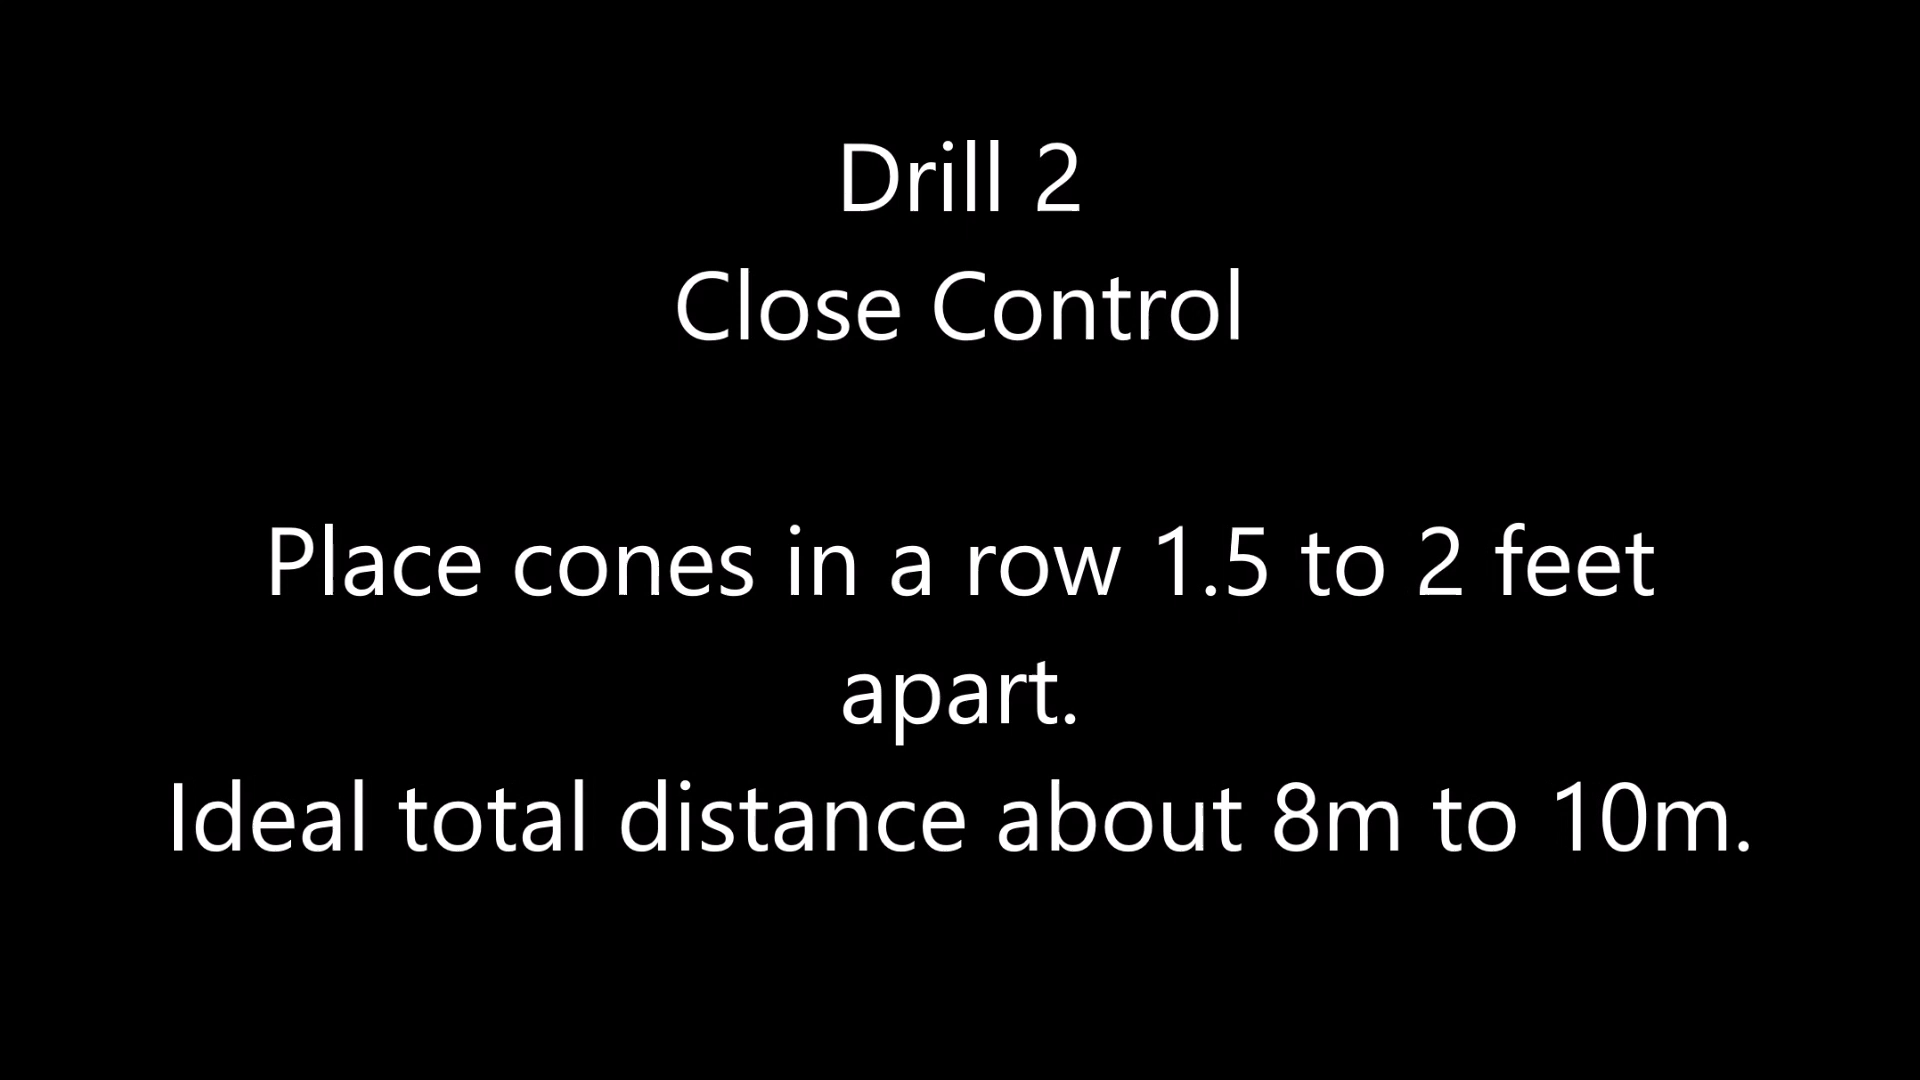 Drill 2
Close Control
Place cones in a row 1.5 to 2 feet
apart.
Ideal total distance about 8m to 10m.